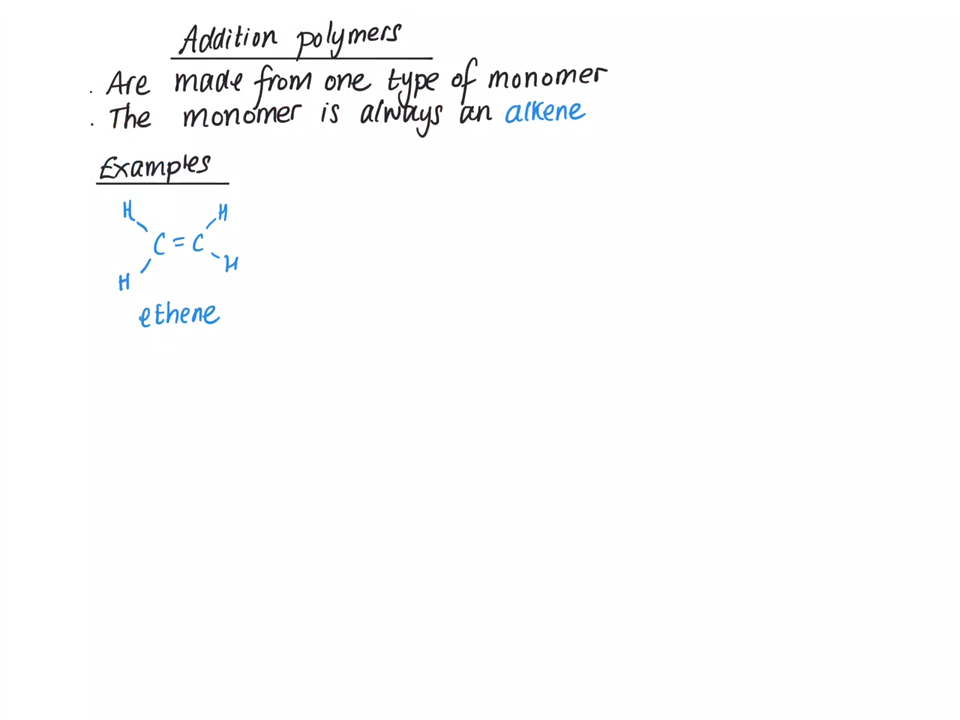 Addition polymers
. Are made from one type of monomer
. The monomer is always an alkene
Examples
H H
C = C
H H
ethene